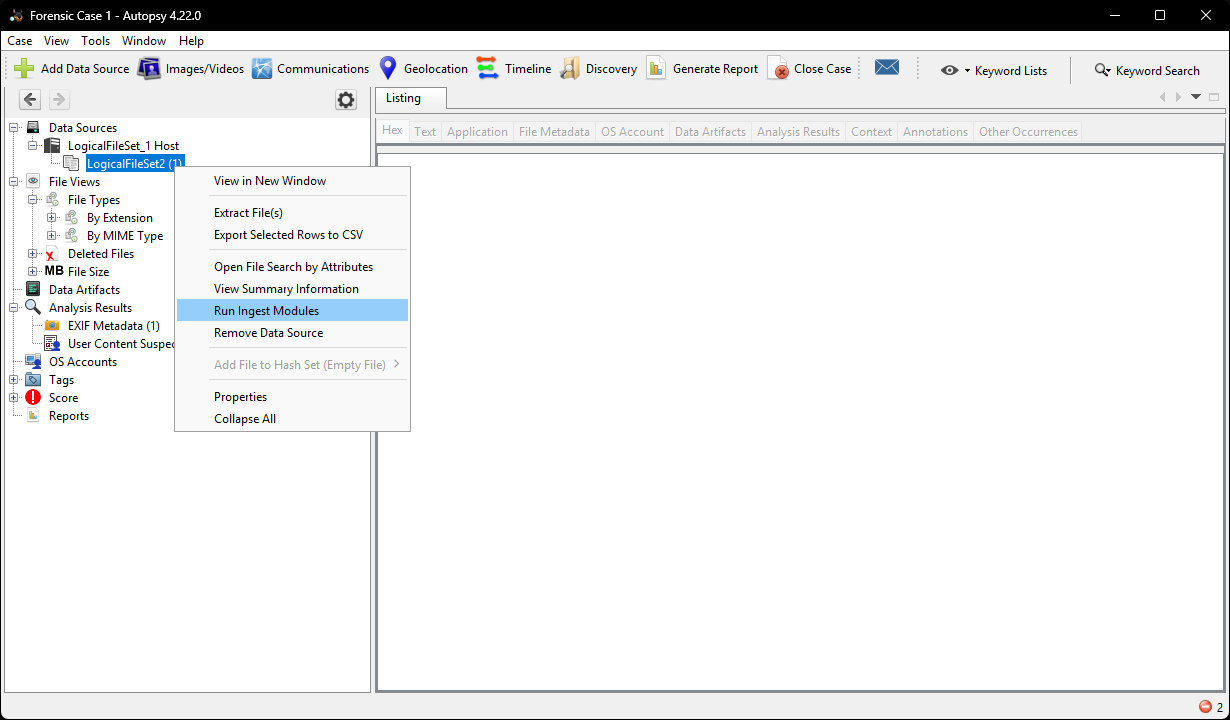 Forensic Case 1 - Autopsy 4.22.0
Case View Tools Window Help
Add Data Source Images/Videos Communications Geolocation Timeline Discovery Generate Report Close Case Keyword Lists Keyword Search
Listing
Hex Text Application File Metadata OS Account Data Artifacts Analysis Results Context Annotations Other Occurrences
Data Sources
LogicalFileSet_1 Host
LogicalFileSet2 (1)
File Views
File Types
By Extension
By MIME Type
Deleted Files
MB File Size
Data Artifacts
Analysis Results
EXIF Metadata (1)
User Content Suspec
OS Accounts
Tags
Score
Reports
View in New Window
Extract File(s)
Export Selected Rows to CSV
Open File Search by Attributes
View Summary Information
Run Ingest Modules
Remove Data Source
Add File to Hash Set (Empty File)
Properties
Collapse All
2